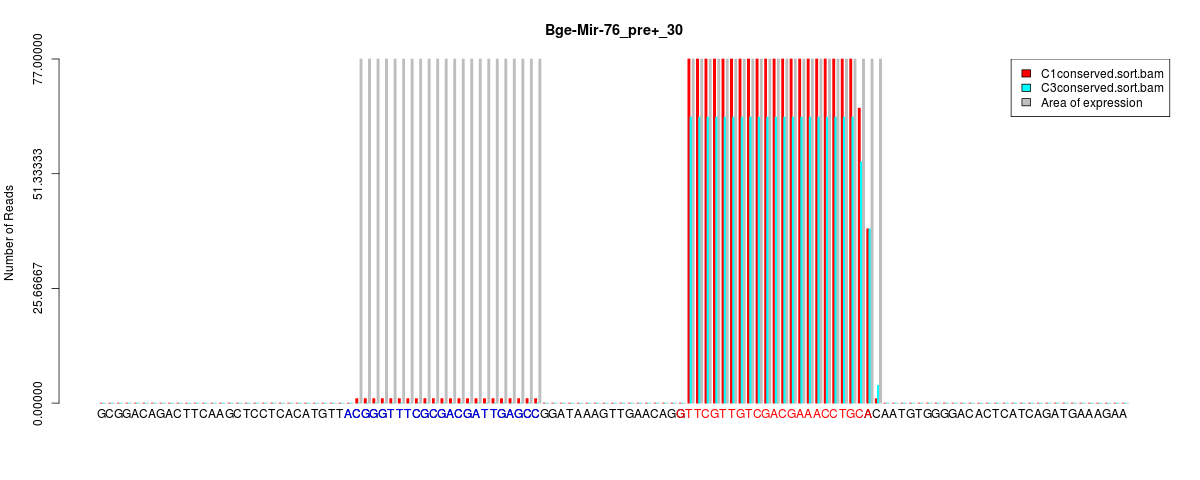 Bge-Mir-76_pre+_30
C1conserved.sort.bam
C3conserved.sort.bam
Area of expression
Number of Reads
77.00000
51.33333
25.66667
0.00000
GCGGACAGACTTCAAGCTCCTCACATGTTACGGGTTTCGCGACGATTGAGCCGGATAAAGTTGAACAGGTTCGTTGTCGACGAAACCTGCACAATGTGGGGACACTCATCAGATGAAAGAA